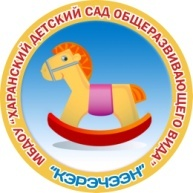 МБДОУ "ХАРАНСКИЙ ДЕТСКИЙ САД ОБЩЕРАЗВИВАЮЩЕГО ВИДА"
"КЭРЭЧЭЭН"